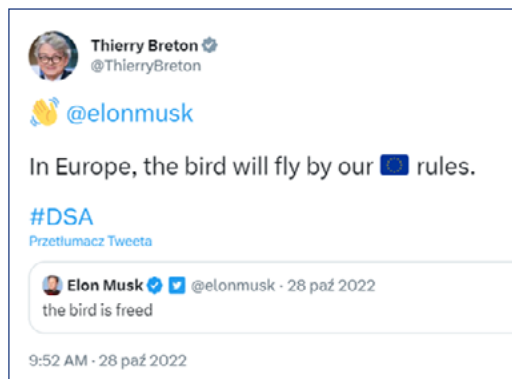 Thierry Breton
@ThierryBreton
👋 @elonmusk
In Europe, the bird will fly by our 🇪🇺 rules.
#DSA
Przetłumacz Tweeta
Elon Musk @elonmusk · 28 paź 2022
the bird is freed
9:52 AM · 28 paź 2022